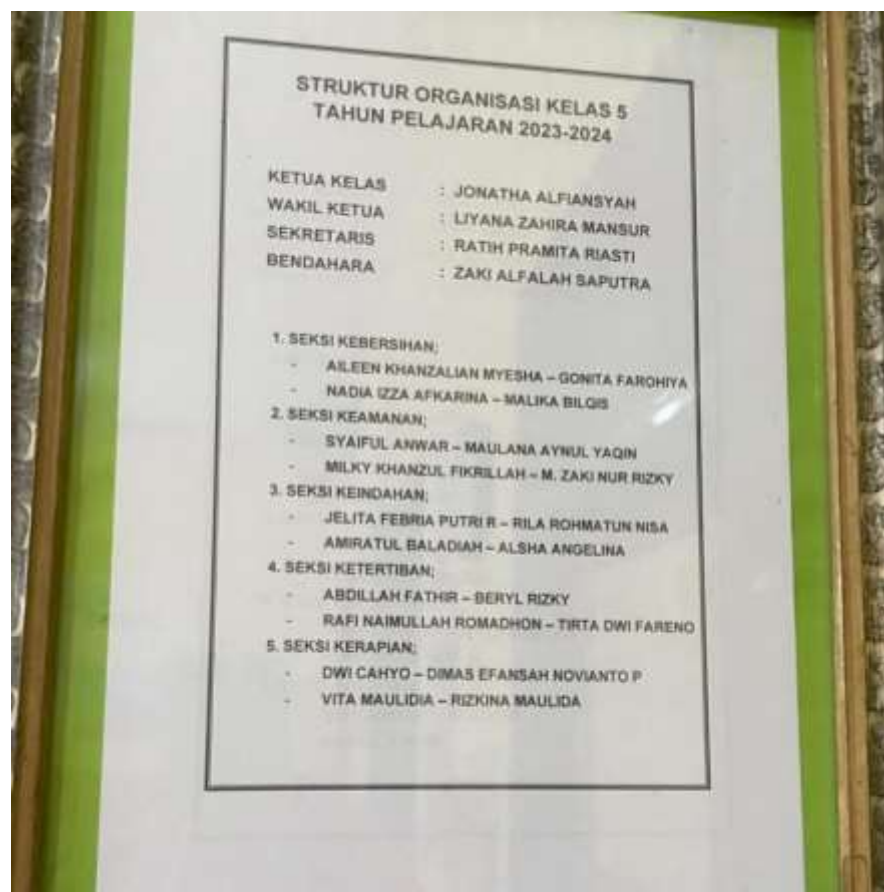 STRUKTUR ORGANISASI KELAS 5
TAHUN PELAJARAN 2023-2024
KETUA KELAS : JONATHA ALFIANSYAH
WAKIL KETUA : LIYANA ZAHIRA MANSUR
SEKRETARIS : RATIH PRAMITA RIASTI
BENDAHARA : ZAKI ALFALAH SAPUTRA
1. SEKSI KEBERSIHAN;
- AILEEN KHANZALIAN MYESHA – GONITA FAROHIYA
- NADIA IZZA AFKARINA – MALIKA BILQIS
2. SEKSI KEAMANAN;
- SYAIFUL ANWAR – MAULANA AYNUL YAQIN
- MILKY KHANZUL FIKRILLAH – M. ZAKI NUR RIZKY
3. SEKSI KEINDAHAN;
- JELITA FEBRIA PUTRI R – RILA ROHMATUN NISA
- AMIRATUL BALADIAH – ALSHA ANGELINA
4. SEKSI KETERTIBAN;
- ABDILLAH FATHIR – BERYL RIZKY
- RAFI NAIMULLAH ROMADHON – TIRTA DWI FARENO
5. SEKSI KERAPIAN;
- DWI CAHYO – DIMAS EFANSAH NOVIANTO P
- VITA MAULIDIA – RIZKINA MAULIDA